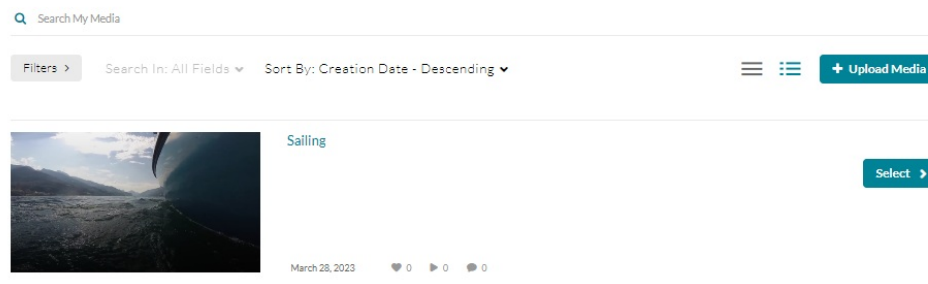 Search My Media
Filters >
Search In: All Fields
Sort By: Creation Date - Descending
+ Upload Media
Sailing
Select >
March 28, 2023 0 0 0